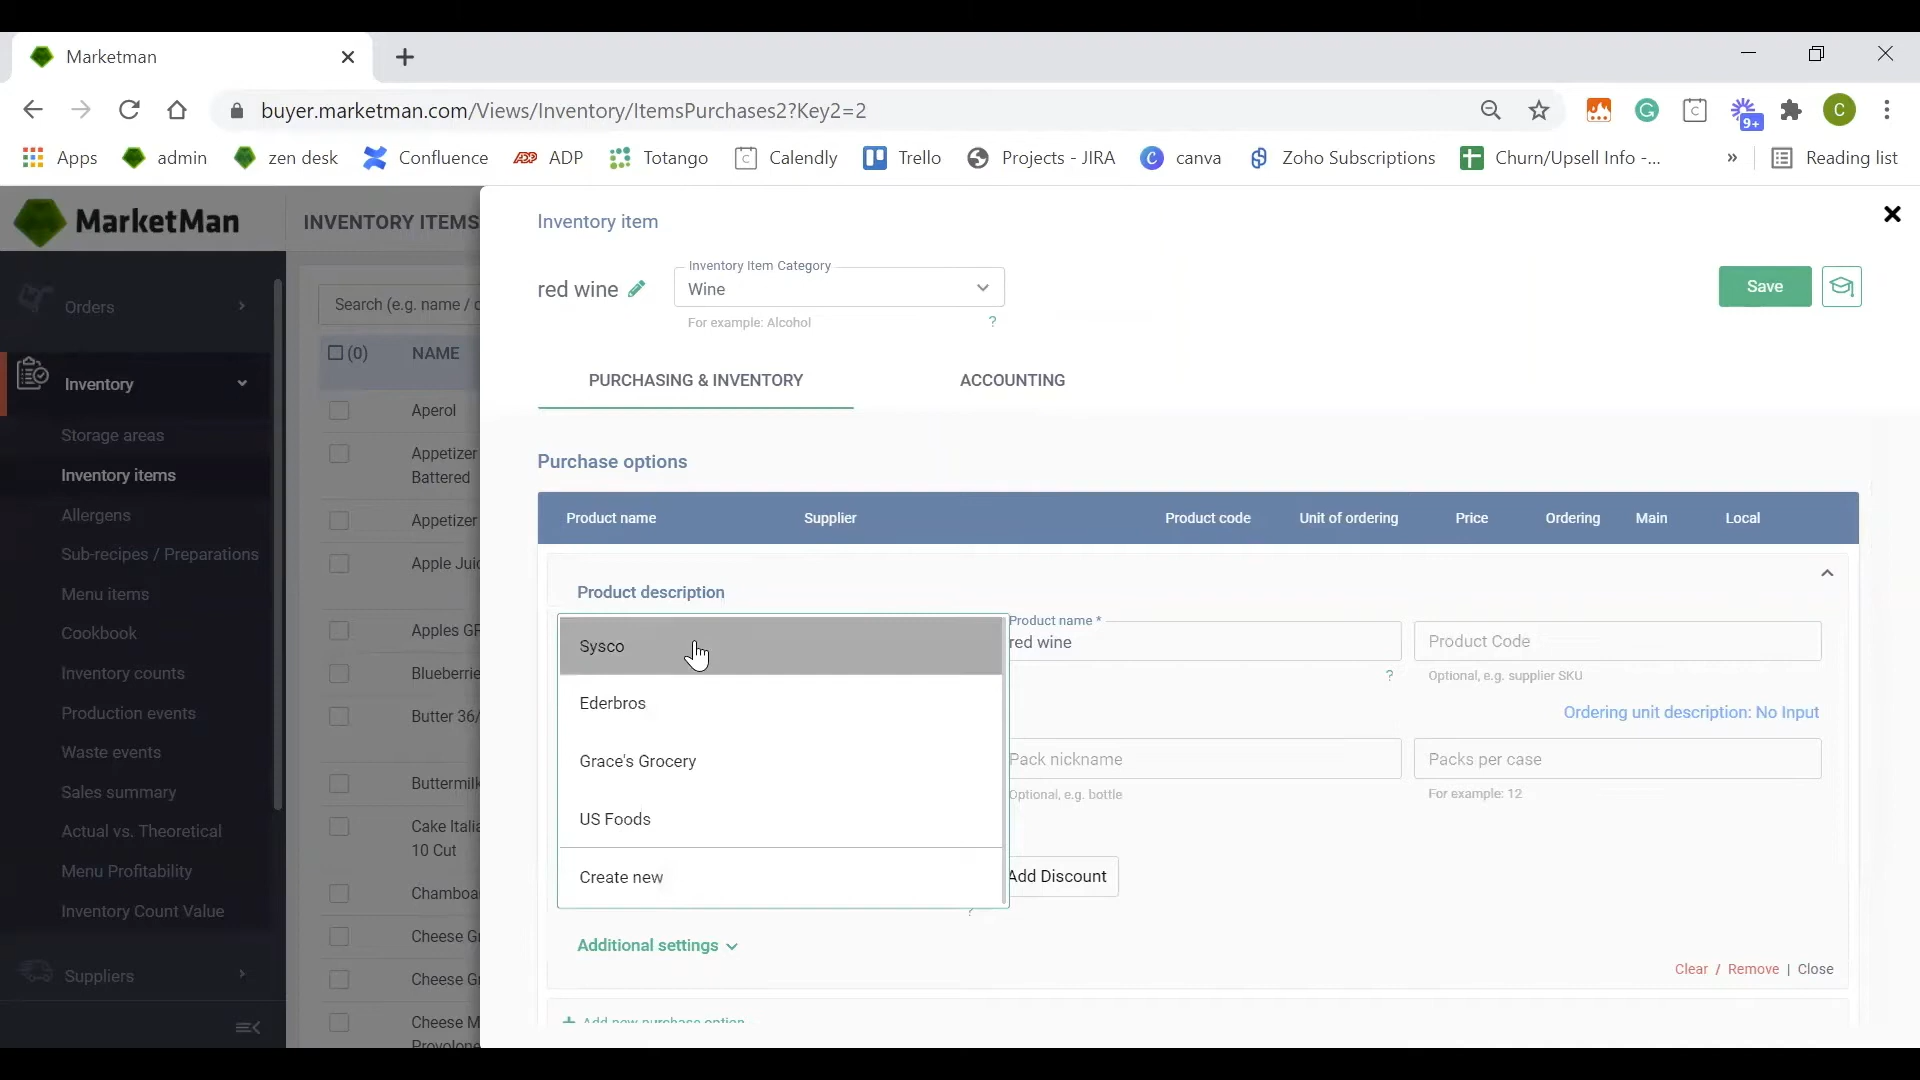 Marketman
buyer.marketman.com/Views/Inventory/ItemsPurchases2?Key2=2
9+
C
Apps
admin
zen desk
Confluence
ADP
Totango
Calendly
Trello
Projects - JIRA
canva
Zoho Subscriptions
Churn/Upsell Info -...
»
Reading list
MarketMan
Orders
Inventory
Storage areas
Inventory items
Allergens
Sub-recipes / Preparations
Menu items
Cookbook
Inventory counts
Production events
Waste events
Sales summary
Actual vs. Theoretical
Menu Profitability
Inventory Count Value
Suppliers
INVENTORY ITEMS
Search (e.g. name / c
(0) NAME
Aperol
Appetizer
Battered
Appetizer
Apple Juic
Apples GR
Blueberrie
Butter 36/
Buttermilk
Cake Italia
10 Cut
Chamboa
Cheese Gr
Cheese Gr
Cheese M
Provolone
Inventory item
red wine
Inventory Item Category
Wine
For example: Alcohol
?
Save
PURCHASING & INVENTORY
ACCOUNTING
Purchase options
Product name Supplier Product code Unit of ordering Price Ordering Main Local
Product description
Sysco
Ederbros
Grace's Grocery
US Foods
Create new
Product name *
red wine
?
Product Code
Optional, e.g. supplier SKU
Ordering unit description: No Input
Pack nickname
Optional, e.g. bottle
Packs per case
For example: 12
Add Discount
?
Additional settings
Clear / Remove | Close
+ Add new purchase option